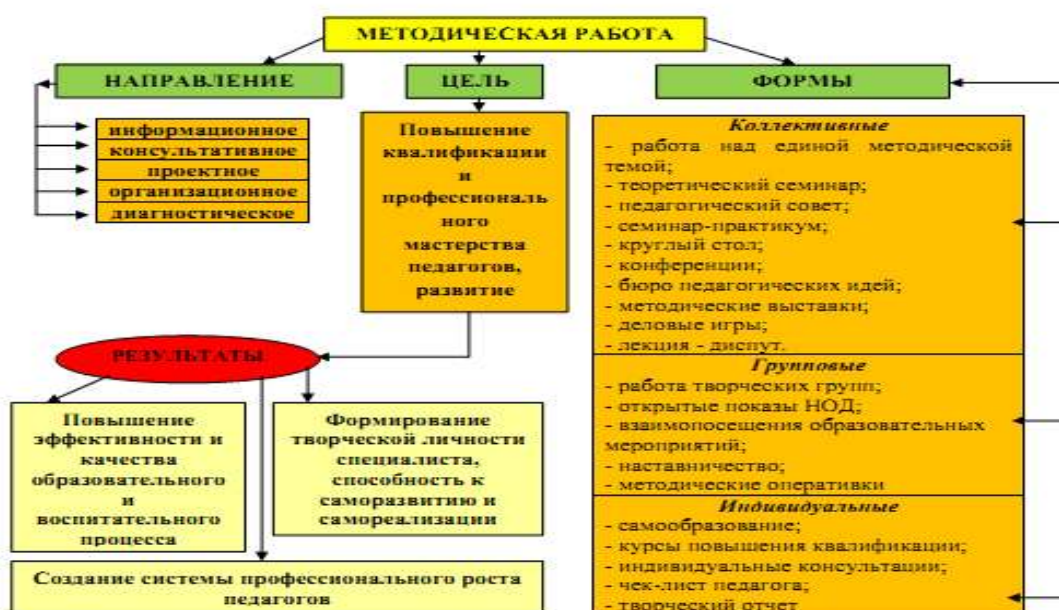 МЕТОДИЧЕСКАЯ РАБОТА
НАПРАВЛЕНИЕ
ЦЕЛЬ
ФОРМЫ
информационное
консультативное
проектное
организационное
диагностическое
Повышение
квалификации
и
профессиональ
ного
мастерства
педагогов,
развитие
Коллективные
- работа над единой методической
темой;
- теоретический семинар;
- педагогический совет;
- семинар-практикум;
- круглый стол;
- конференции;
- бюро педагогических идей;
- методические выставки;
- деловые игры;
- лекция - диспут.
Групповые
- работа творческих групп;
- открытые показы НОД;
- взаимопосещения образовательных
мероприятий;
- наставничество;
- методические оперативки
Индивидуальные
- самообразование;
- курсы повышения квалификации;
- индивидуальные консультации;
- чек-лист педагога;
- творческий отчет
РЕЗУЛЬТАТЫ
Повышение
эффективности и
качества
образовательного
и
воспитательного
процесса
Формирование
творческой личности
специалиста,
способность к
саморазвитию и
самореализации
Создание системы профессионального роста
педагогов